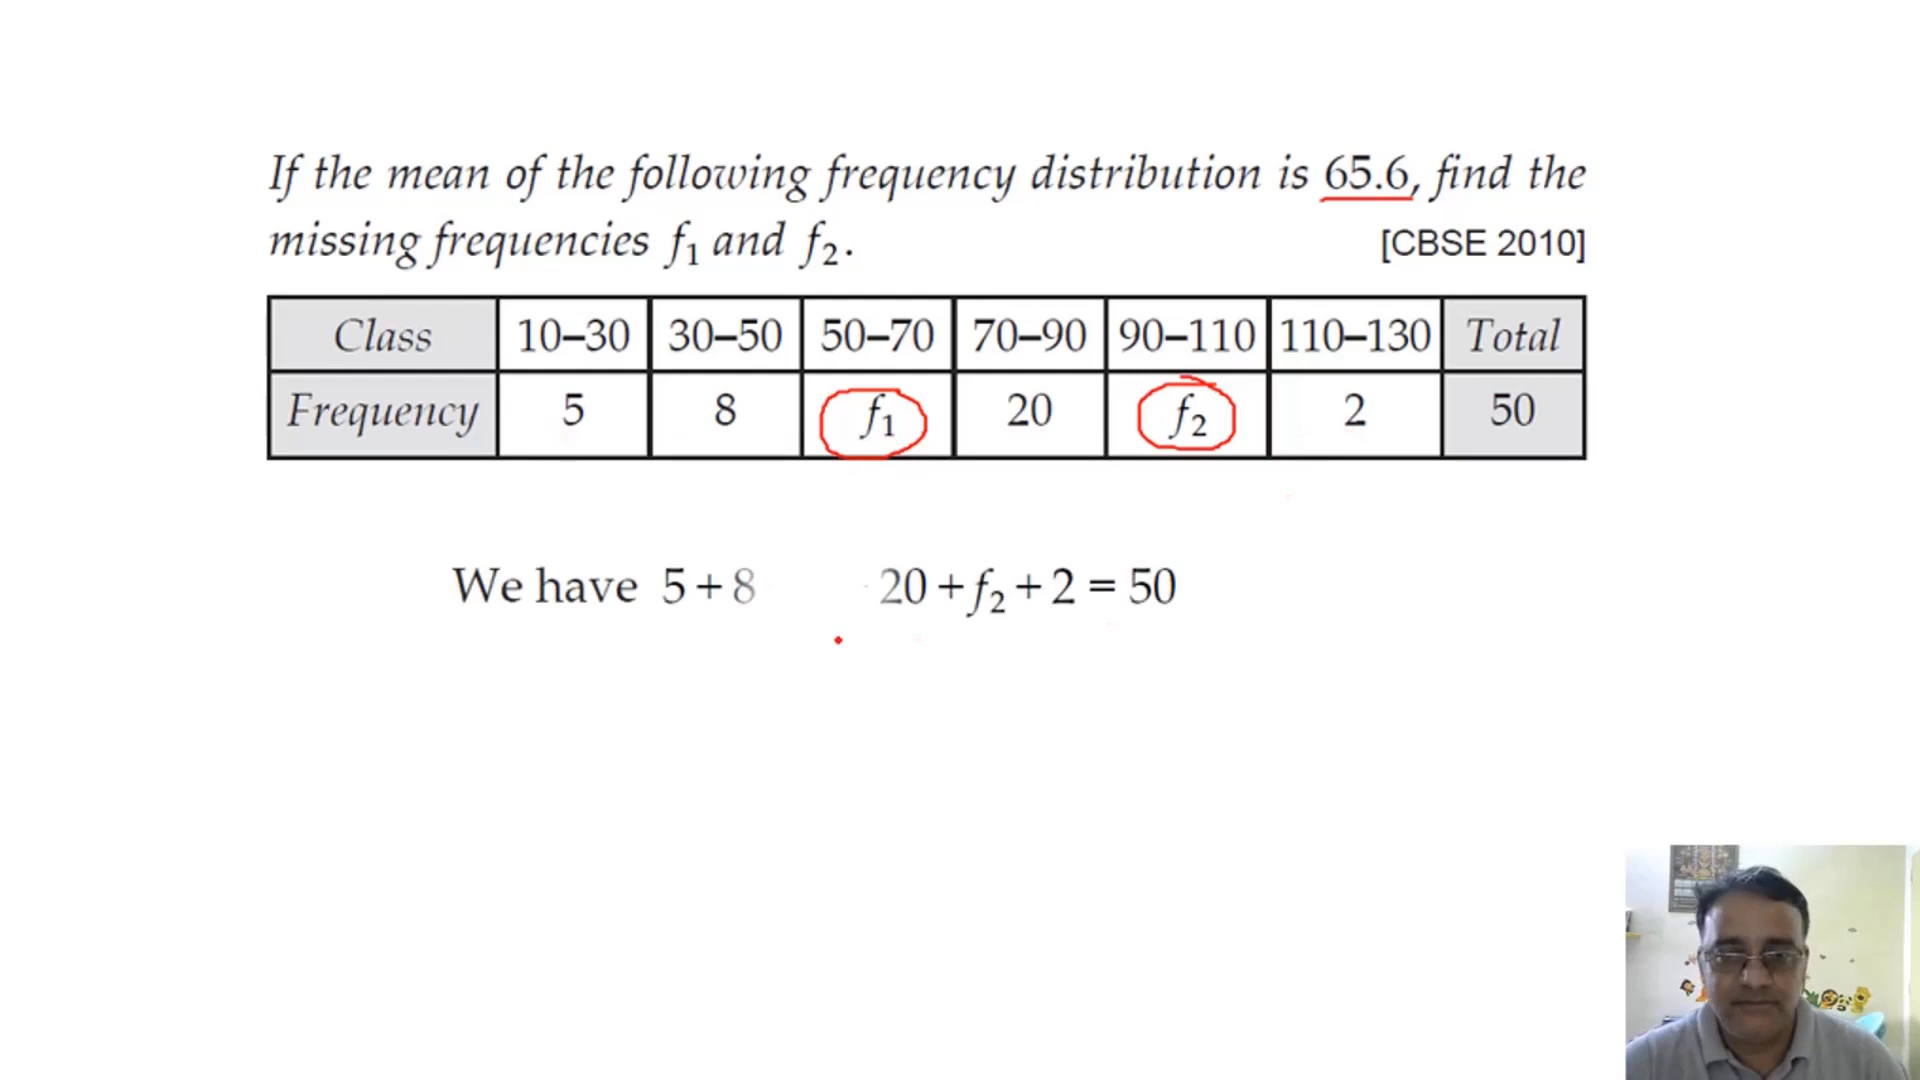 If the mean of the following frequency distribution is 65.6, find the
missing frequencies f₁ and f₂. [CBSE 2010]
Class 10–30 30–50 50–70 70–90 90–110 110–130 Total
Frequency 5 8 f₁ 20 f₂ 2 50
We have 5 + 8 20 + f₂ + 2 = 50